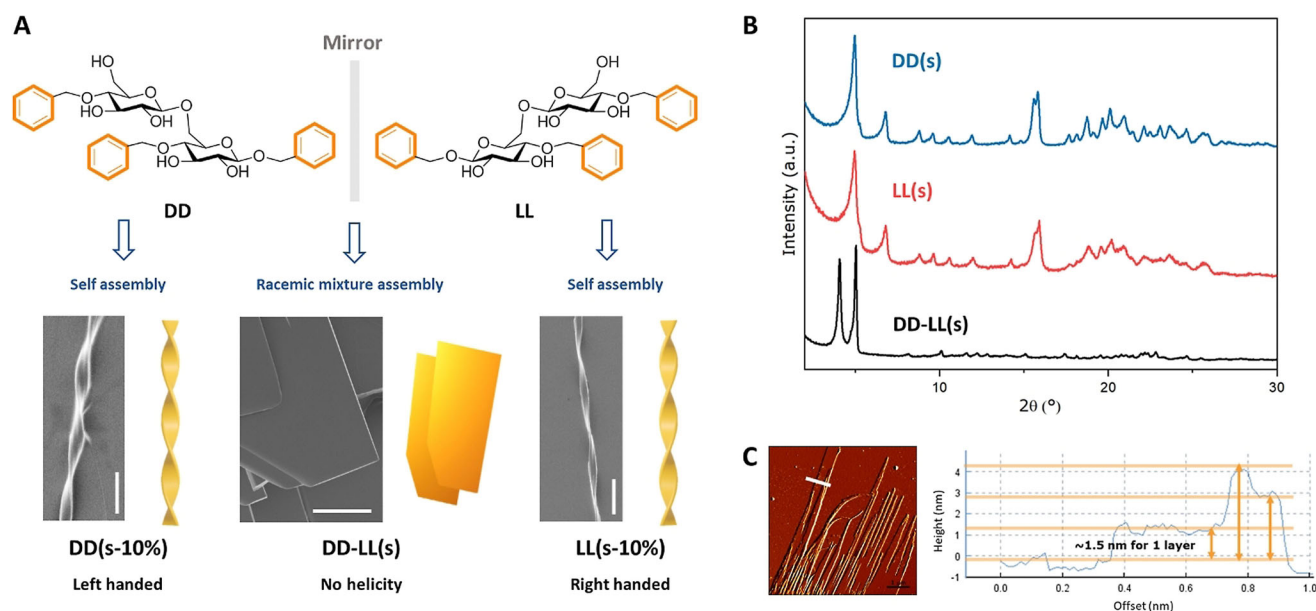 A
Mirror
HO
O
O
HO
OH
O
O
O
HO
OH
O
OH
O
O
HO
OH
O
O
O
O
HO
OH
DD
LL
Self assembly
Racemic mixture assembly
Self assembly
DD(s-10%)
DD-LL(s)
LL(s-10%)
Left handed
No helicity
Right handed
B
Intensity (a.u.)
DD(s)
LL(s)
DD-LL(s)
10
20
30
2θ (°)
C
Height (nm)
4
3
2
1
0
-1
~1.5 nm for 1 layer
0.0
0.2
0.4
0.6
0.8
1.0
Offset (nm)